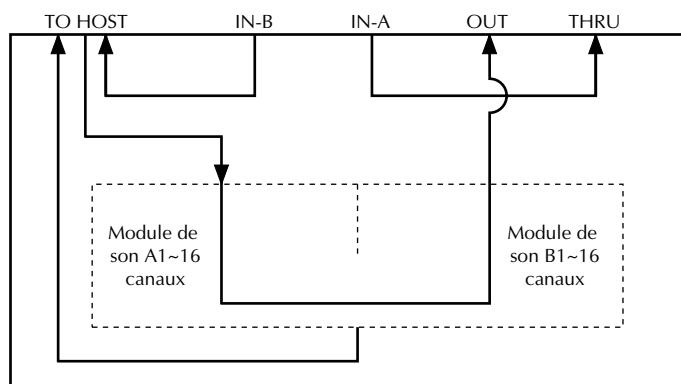 TO HOST IN-B IN-A OUT THRU
Module de
son A1~16
canaux
Module de
son B1~16
canaux